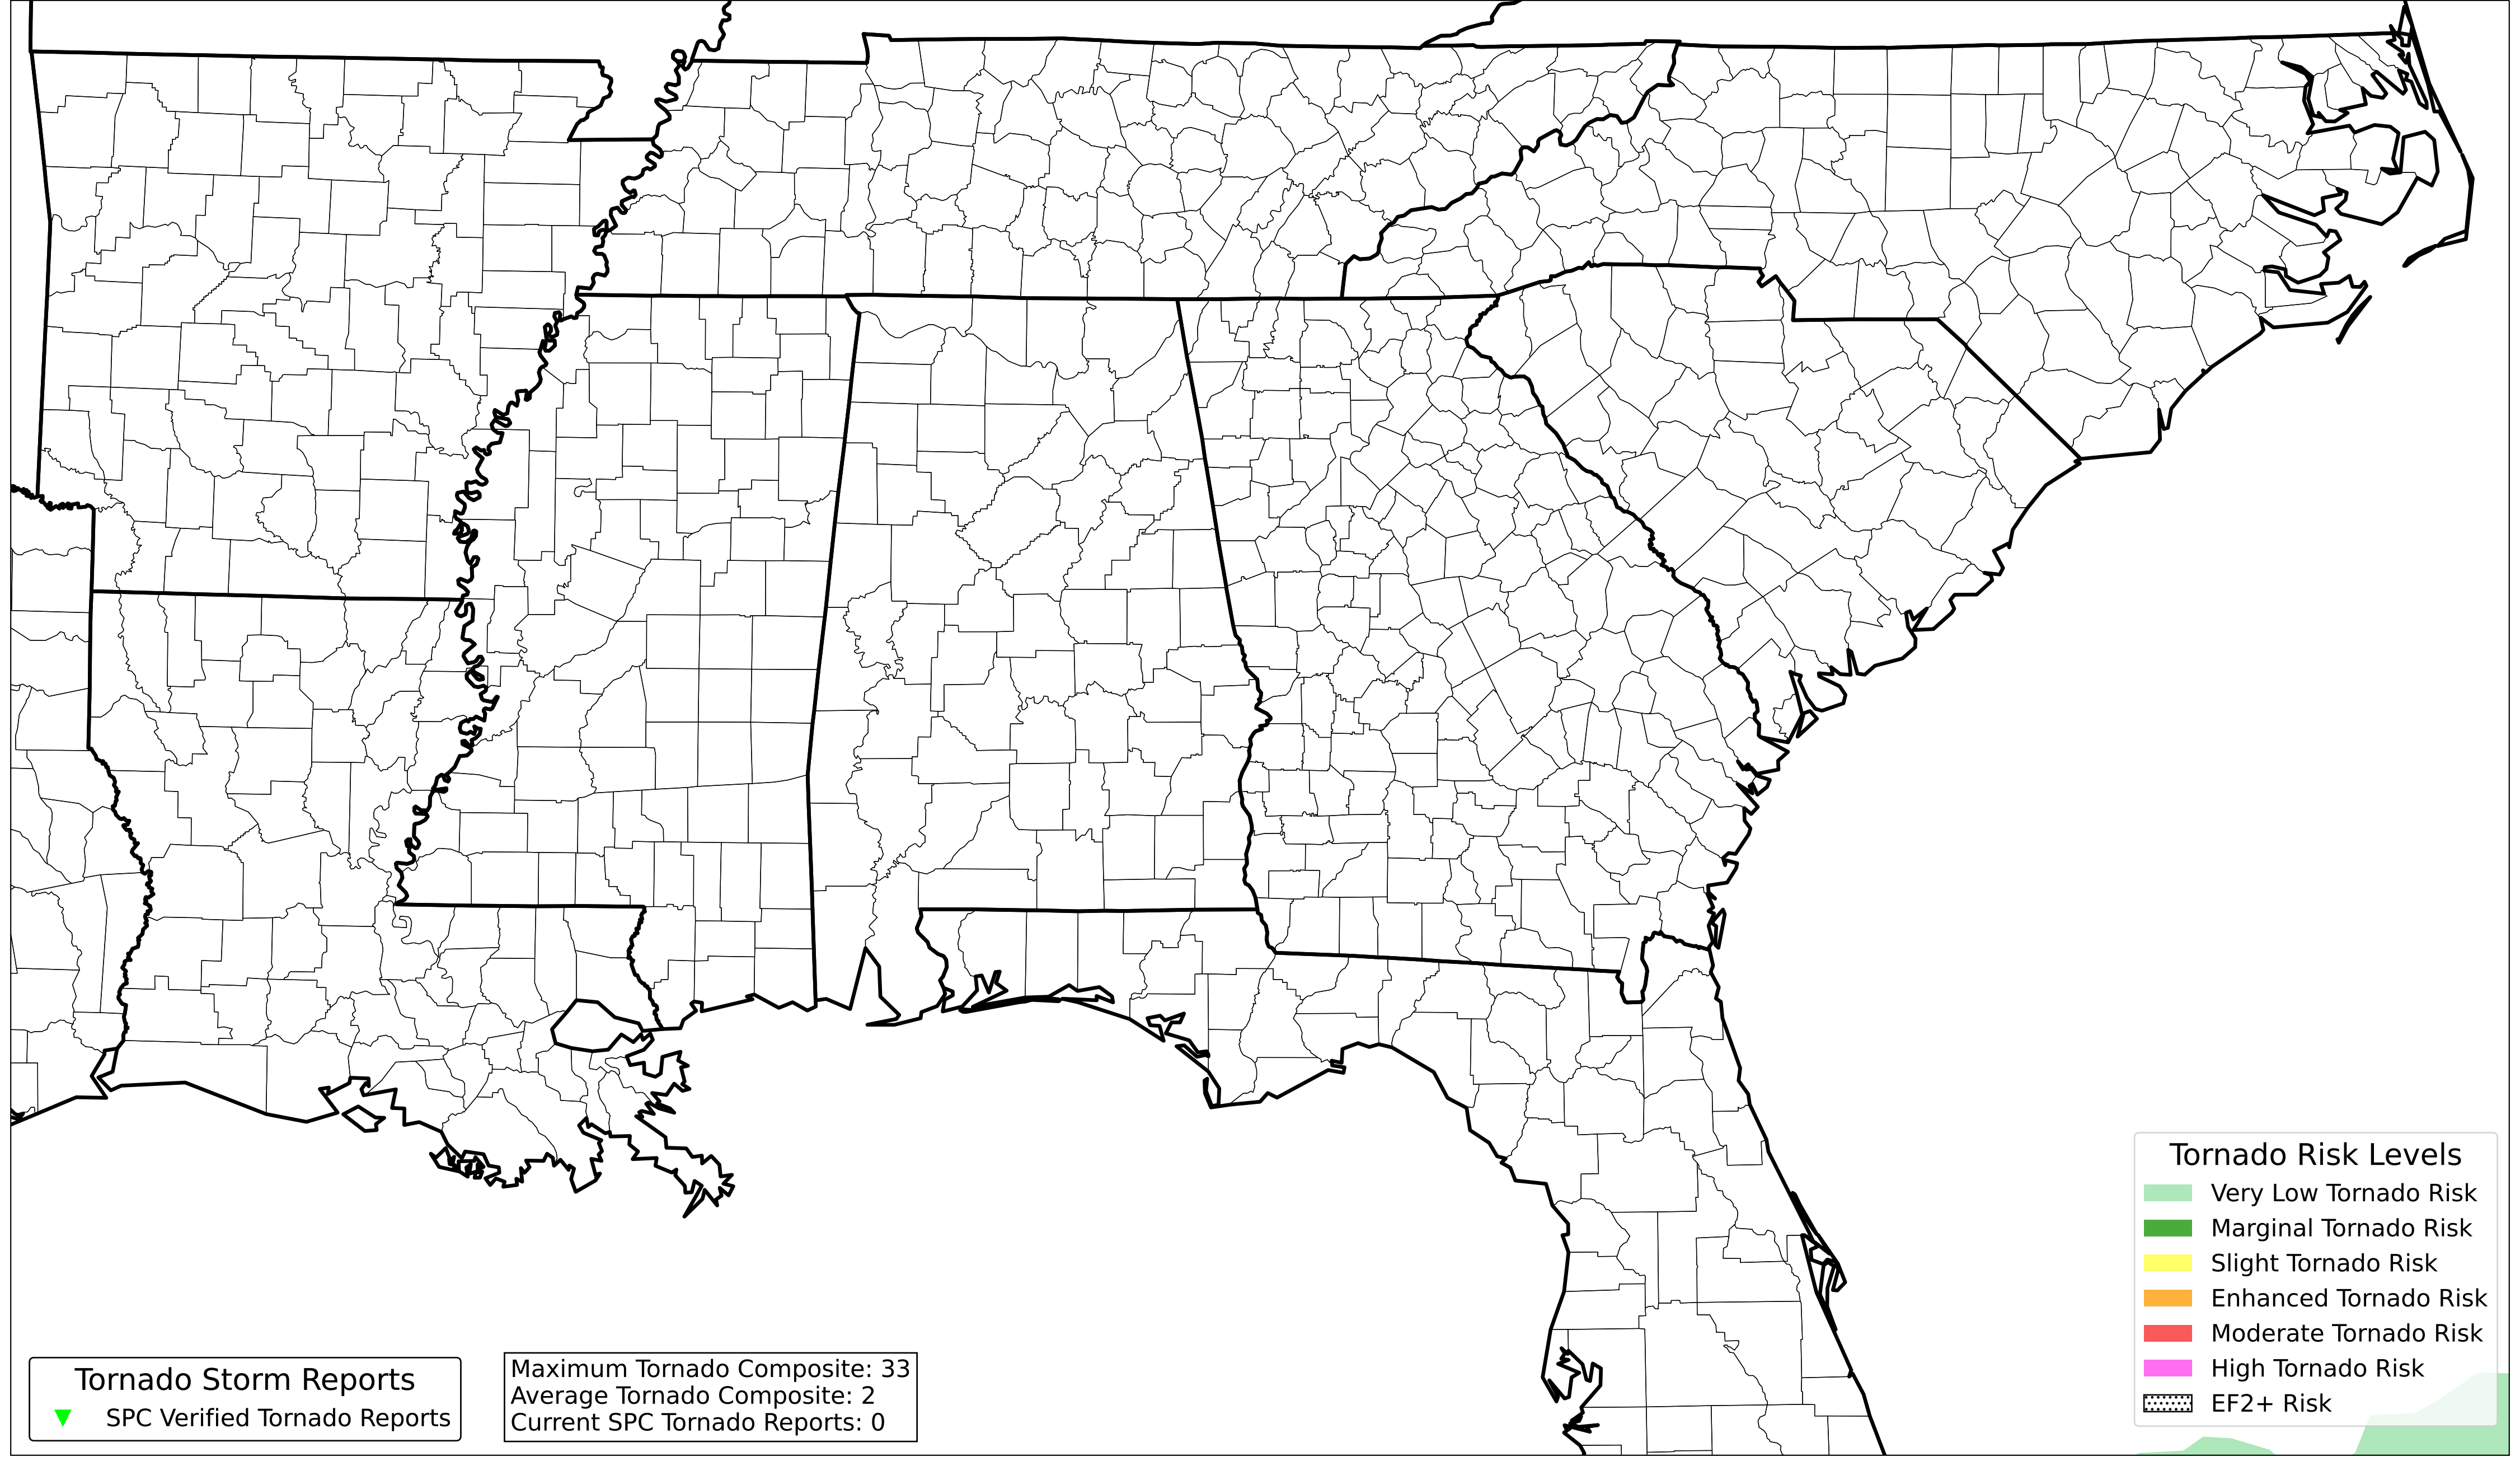 Tornado Risk Levels
Very Low Tornado Risk
Marginal Tornado Risk
Slight Tornado Risk
Enhanced Tornado Risk
Moderate Tornado Risk
High Tornado Risk
EF2+ Risk
Tornado Storm Reports
SPC Verified Tornado Reports
Maximum Tornado Composite: 33
Average Tornado Composite: 2
Current SPC Tornado Reports: 0